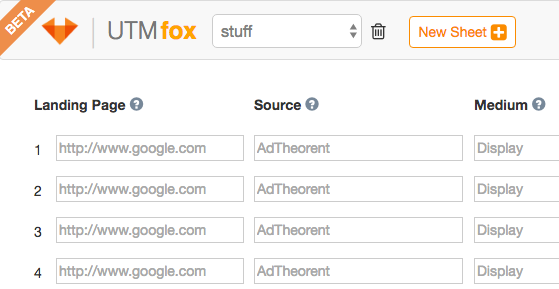 BETA
UTMfox stuff New Sheet
Landing Page Source Medium
1 http://www.google.com AdTheorent Display
2 http://www.google.com AdTheorent Display
3 http://www.google.com AdTheorent Display
4 http://www.google.com AdTheorent Display